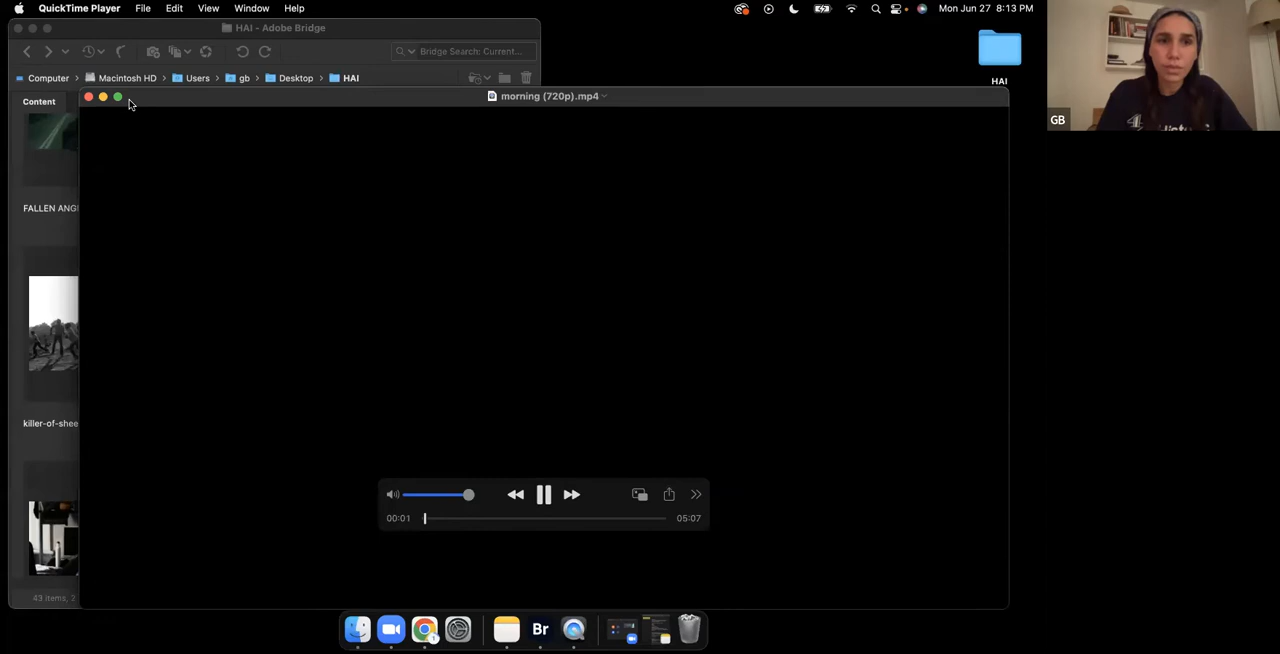 QuickTime Player File Edit View Window Help Mon Jun 27 8:13 PM
HAI - Adobe Bridge
Bridge Search: Current...
Computer Macintosh HD Users gb Desktop HAI
HAI
Content
morning (720p).mp4
GB
FALLEN ANG
killer-of-shee
00:01 05:07
43 items, 2
Br